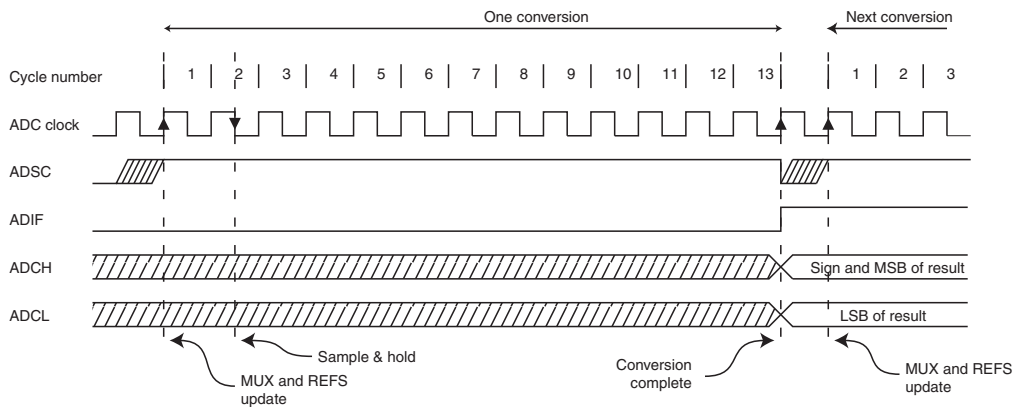 One conversion
Next conversion
Cycle number 1 2 3 4 5 6 7 8 9 10 11 12 13 1 2 3
ADC clock
ADSC
ADIF
ADCH
Sign and MSB of result
ADCL
LSB of result
Sample & hold
MUX and REFS
update
Conversion
complete
MUX and REFS
update